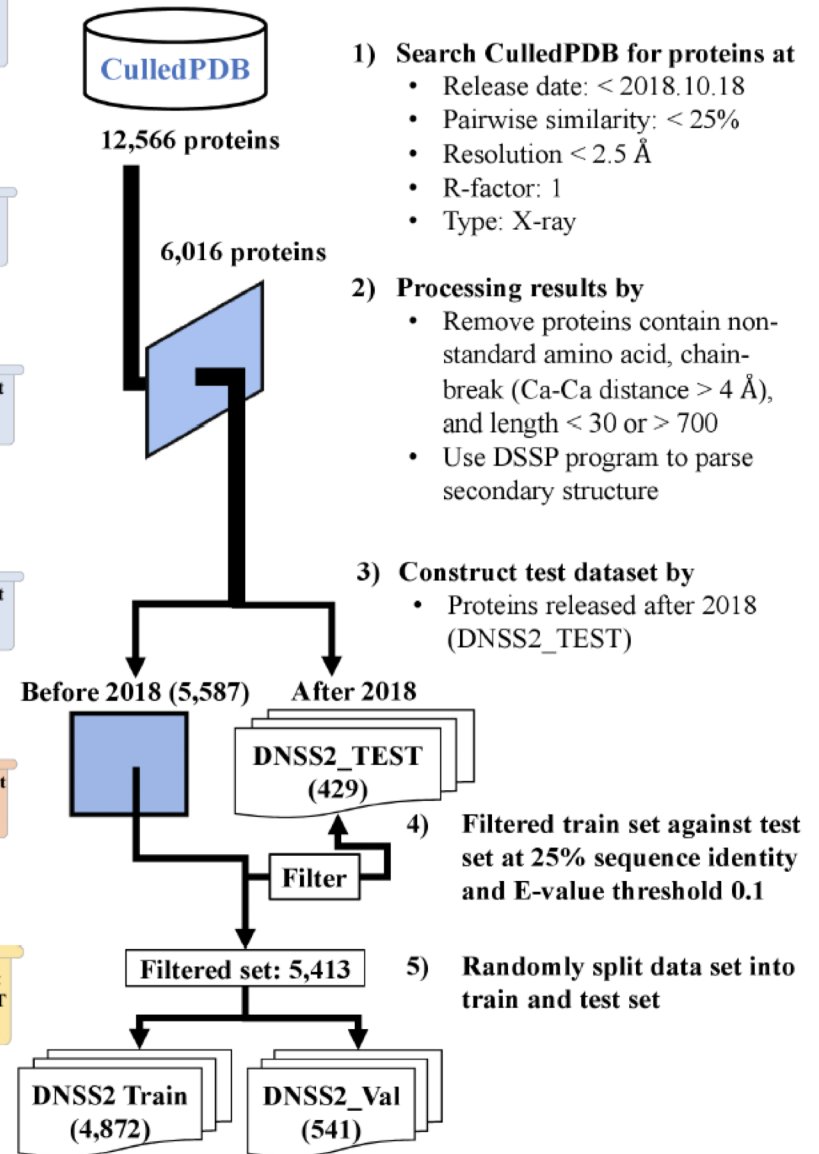 CulledPDB
12,566 proteins
1) Search CulledPDB for proteins at
• Release date: < 2018.10.18
• Pairwise similarity: < 25%
• Resolution < 2.5 Å
• R-factor: 1
• Type: X-ray
6,016 proteins
2) Processing results by
• Remove proteins contain non-
standard amino acid, chain-
break (Ca-Ca distance > 4 Å),
and length < 30 or > 700
• Use DSSP program to parse
secondary structure
3) Construct test dataset by
• Proteins released after 2018
(DNSS2_TEST)
Before 2018 (5,587)
After 2018
DNSS2_TEST
(429)
4) Filtered train set against test
set at 25% sequence identity
and E-value threshold 0.1
Filter
Filtered set: 5,413
5) Randomly split data set into
train and test set
DNSS2 Train
(4,872)
DNSS2_Val
(541)